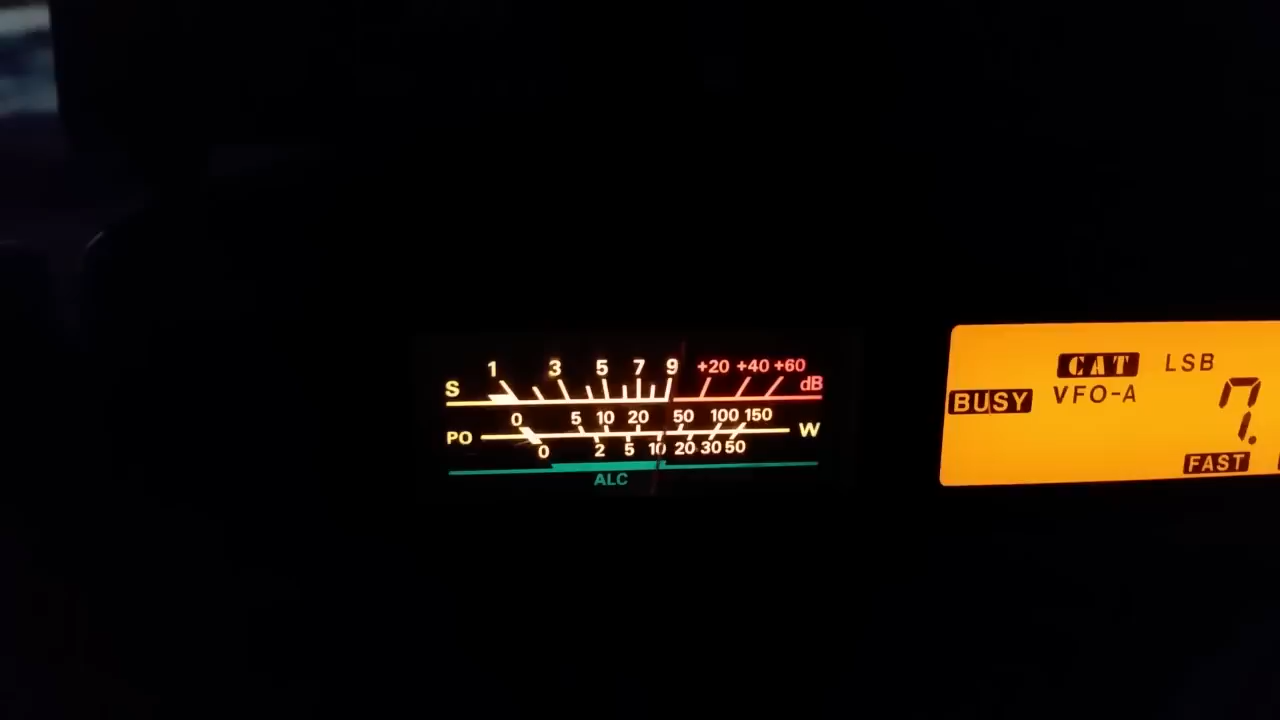 1 3 5 7 9 +20 +40 +60
S dB
0 5 10 20 50 100 150
PO W
0 2 5 10 20 30 50
ALC
CAT LSB
BUSY VFO-A
7.
FAST